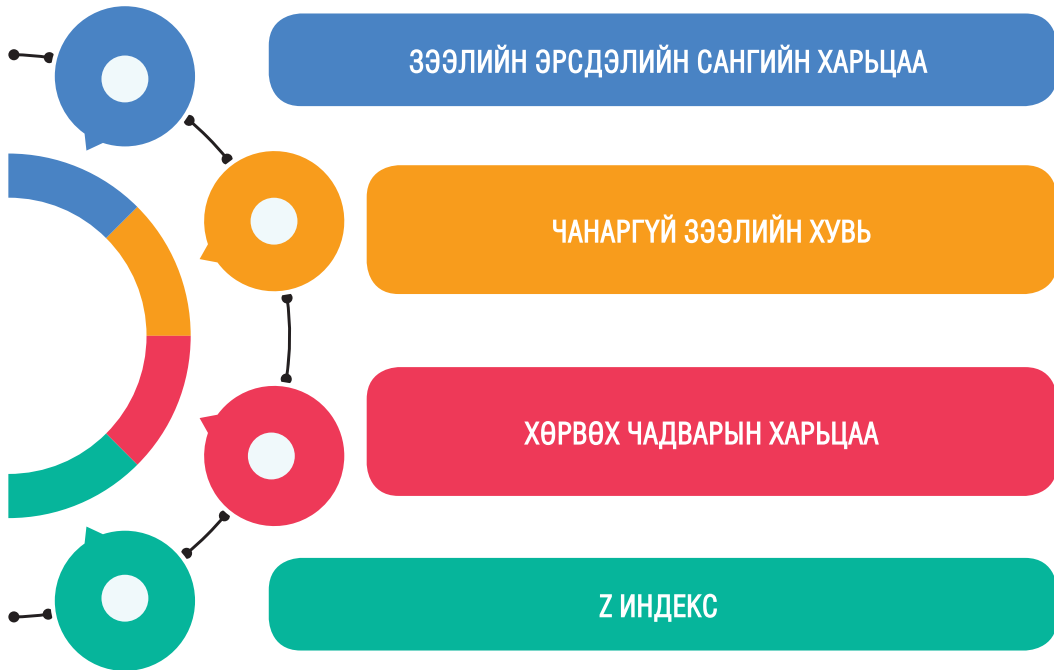 ЗЭЭЛИЙН ЭРСДЭЛИЙН САНГИЙН ХАРЬЦАА
ЧАНАРГҮЙ ЗЭЭЛИЙН ХУВЬ
ХӨРВӨХ ЧАДВАРЫН ХАРЬЦАА
Z ИНДЕКС